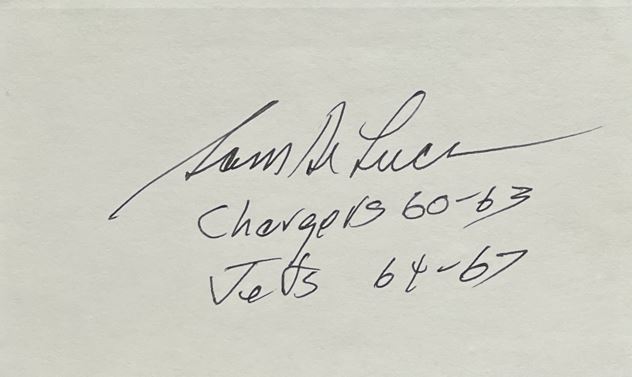 Sam De Luca
Chargers 60-63
Jets 64-67